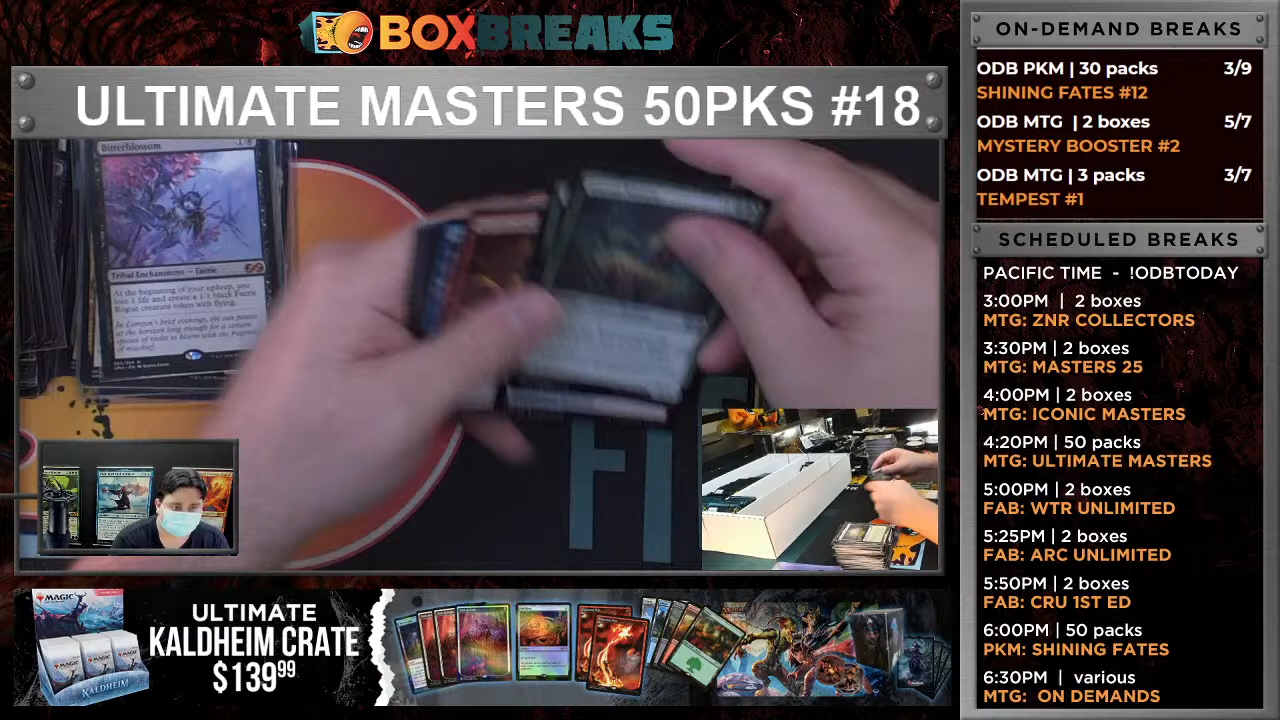 BOXBREAKS
ULTIMATE MASTERS 50PKS #18
Bitterblossom
Tribal Enchantment — Faerie
At the beginning of your upkeep, you
lose 1 life and create a 1/1 black Faerie
Rogue creature token with flying.
ULTIMATE
KALDHEIM CRATE
$139⁹⁹
MAGIC
KALDHEIM
ON-DEMAND BREAKS
ODB PKM | 30 packs 3/9
SHINING FATES #12
ODB MTG | 2 boxes 5/7
MYSTERY BOOSTER #2
ODB MTG | 3 packs 3/7
TEMPEST #1
SCHEDULED BREAKS
PACIFIC TIME - !ODBTODAY
3:00PM | 2 boxes
MTG: ZNR COLLECTORS
3:30PM | 2 boxes
MTG: MASTERS 25
4:00PM | 2 boxes
MTG: ICONIC MASTERS
4:20PM | 50 packs
MTG: ULTIMATE MASTERS
5:00PM | 2 boxes
FAB: WTR UNLIMITED
5:25PM | 2 boxes
FAB: ARC UNLIMITED
5:50PM | 2 boxes
FAB: CRU 1ST ED
6:00PM | 50 packs
PKM: SHINING FATES
6:30PM | various
MTG: ON DEMANDS